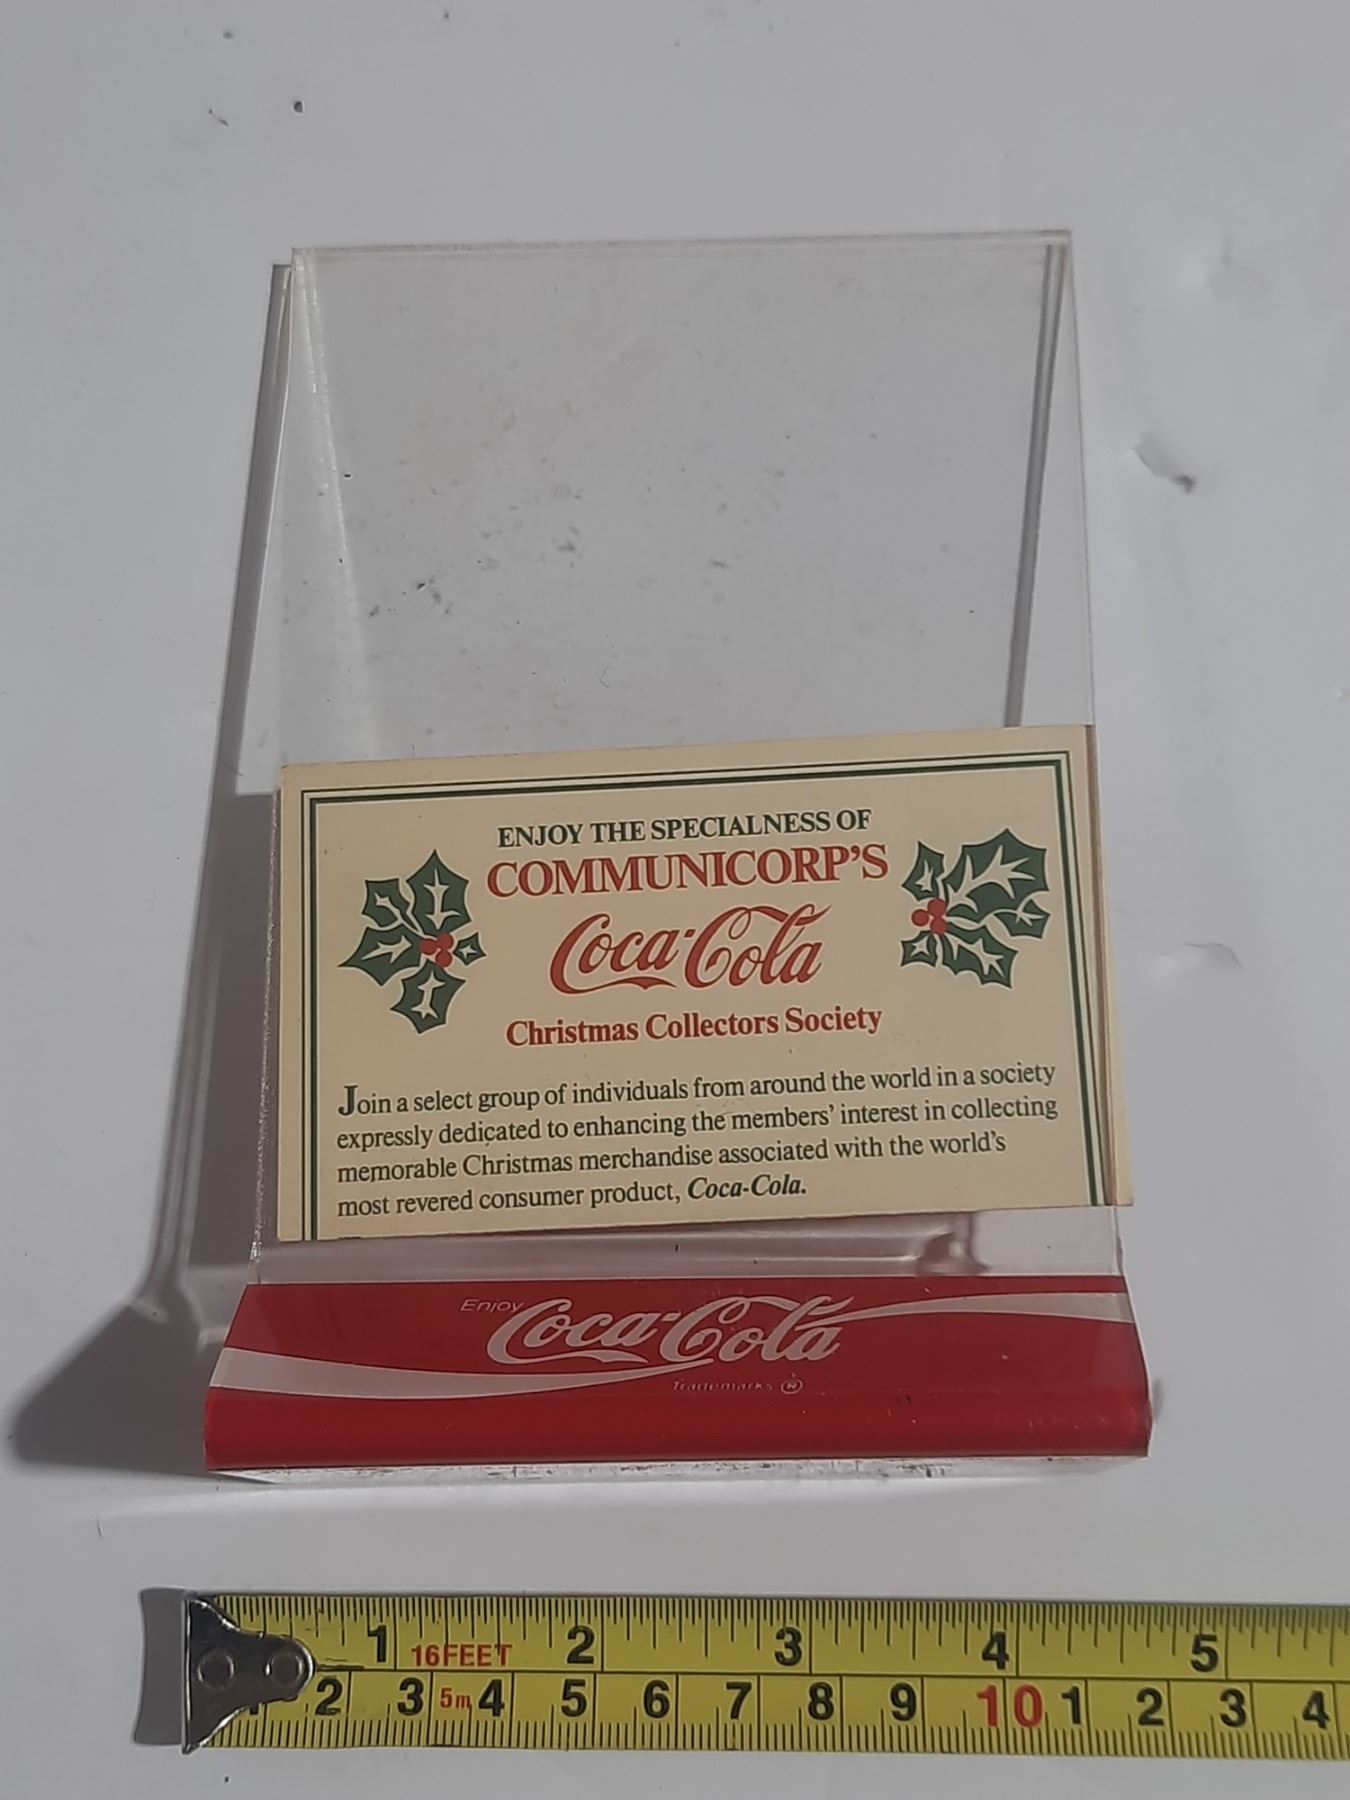 ENJOY THE SPECIALNESS OF
COMMUNICORP'S
Coca-Cola
Christmas Collectors Society
Join a select group of individuals from around the world in a society
expressly dedicated to enhancing the members' interest in collecting
memorable Christmas merchandise associated with the world's
most revered consumer product, Coca-Cola.
Enjoy
Coca-Cola
Trademarks ®
1 16FEET 2 3 4 5
1 2 3 5m 4 5 6 7 8 9 10 1 2 3 4